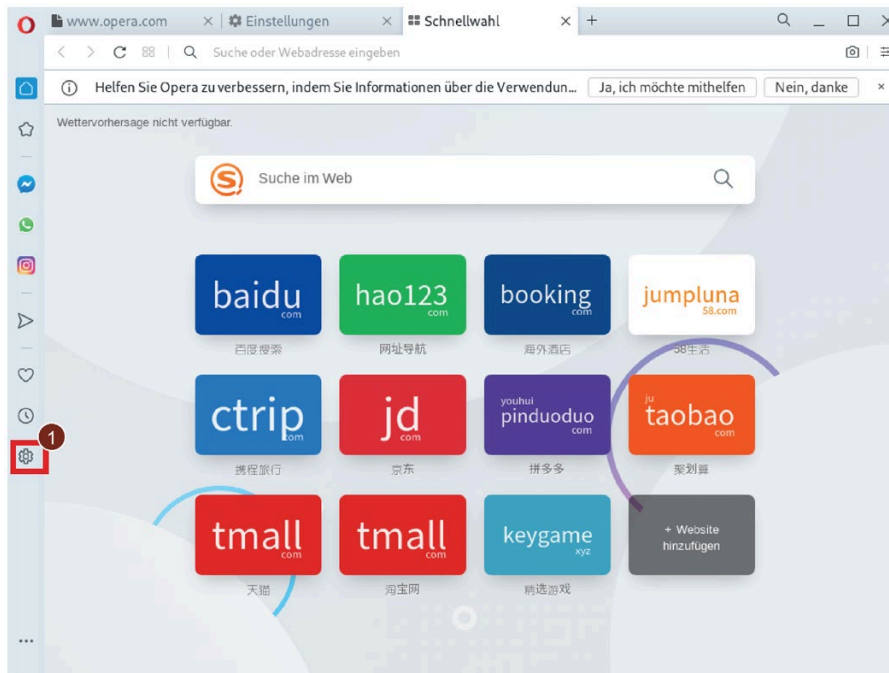 www.opera.com
Einstellungen
Schnellwahl
Suche oder Webadresse eingeben
Helfen Sie Opera zu verbessern, indem Sie Informationen über die Verwendun... Ja, ich möchte mithelfen Nein, danke
Wettervorhersage nicht verfügbar.
Suche im Web
baidu
com
百度搜索
hao123
com
网址导航
booking
com
海外酒店
jumpluna
58.com
58生活
ctrip
com
携程旅行
jd
com
京东
youhui
pinduoduo
com
拼多多
ju
taobao
com
聚划算
1
tmall
com
天猫
tmall
com
淘宝网
keygame
xyz
精选游戏
+ Website
hinzufügen